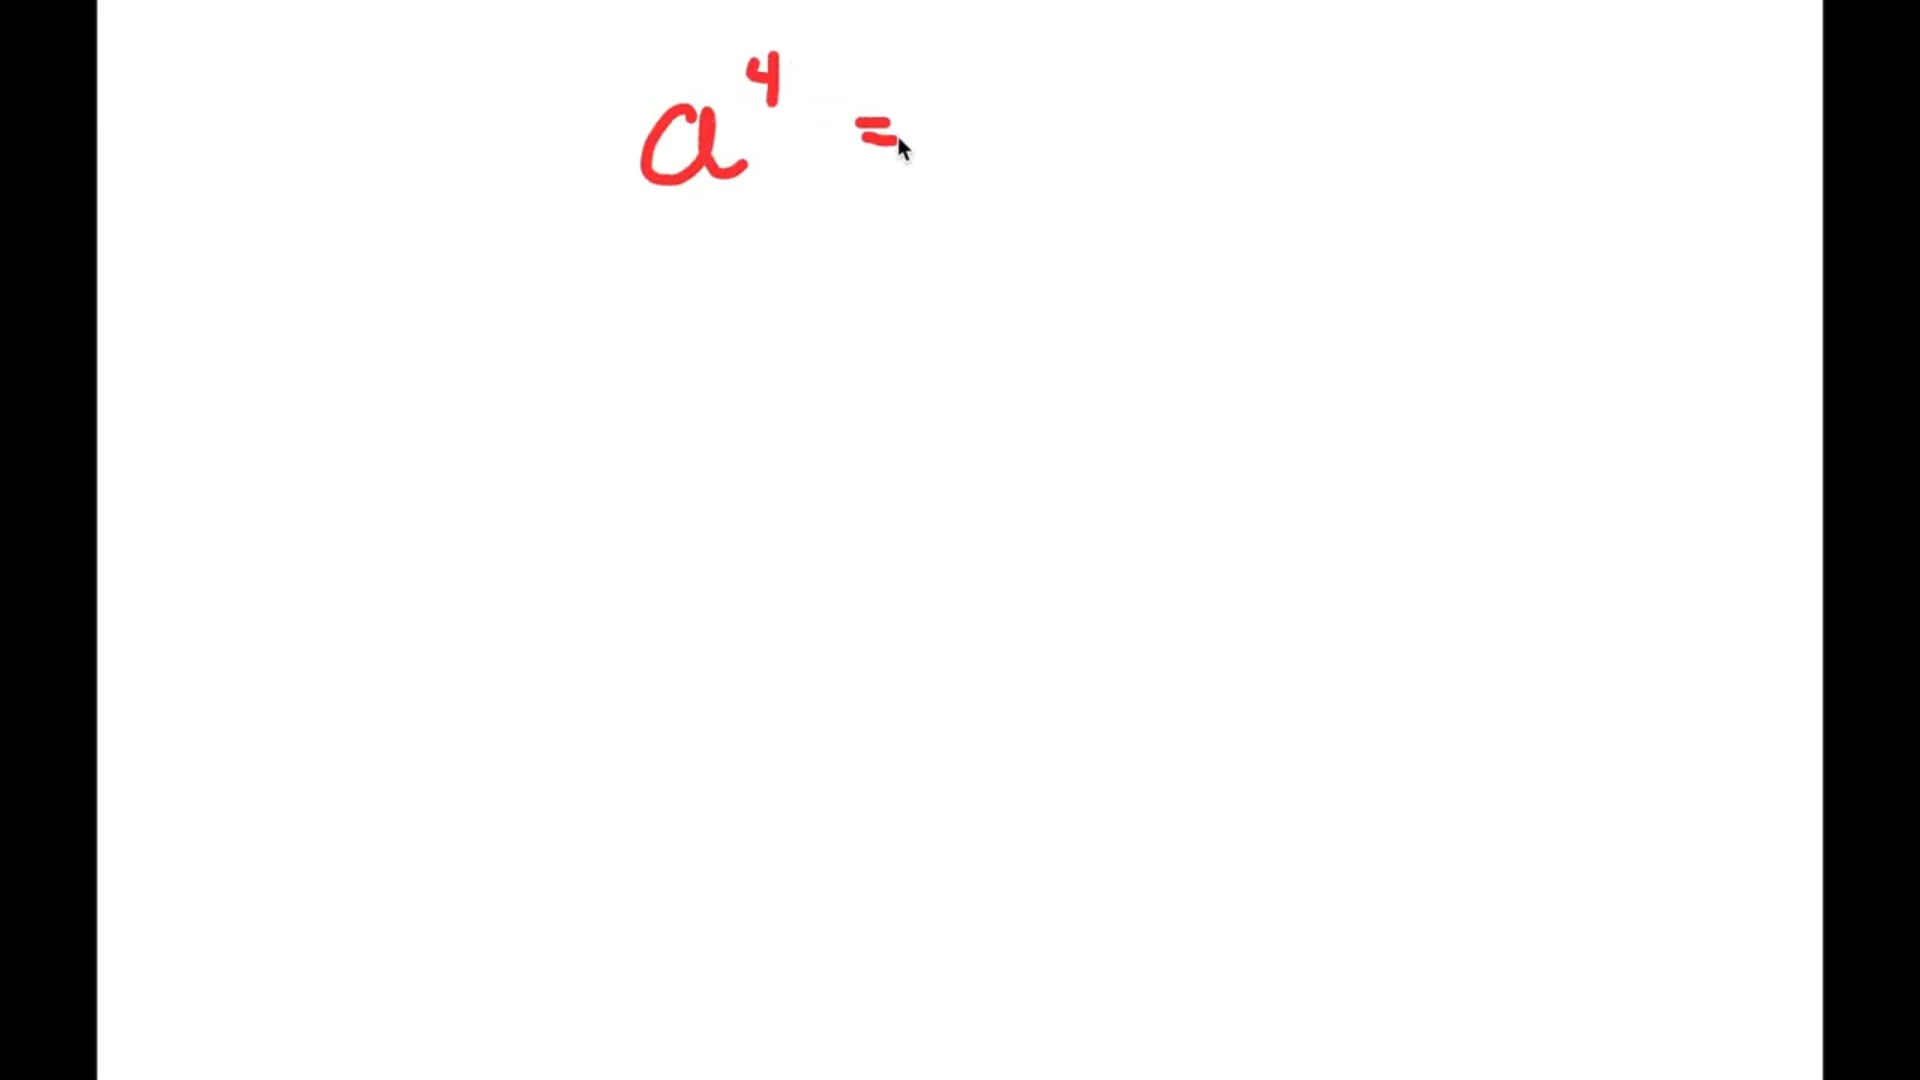 a⁴ =